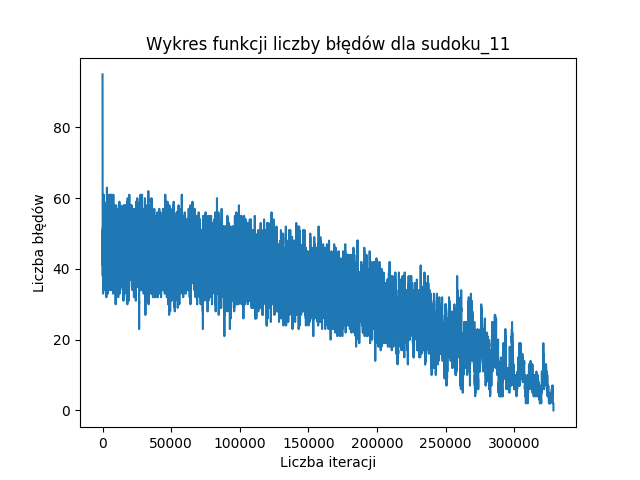 Wykres funkcji liczby błędów dla sudoku_11
Liczba błędów
80
60
40
20
0
0 50000 100000 150000 200000 250000 300000
Liczba iteracji